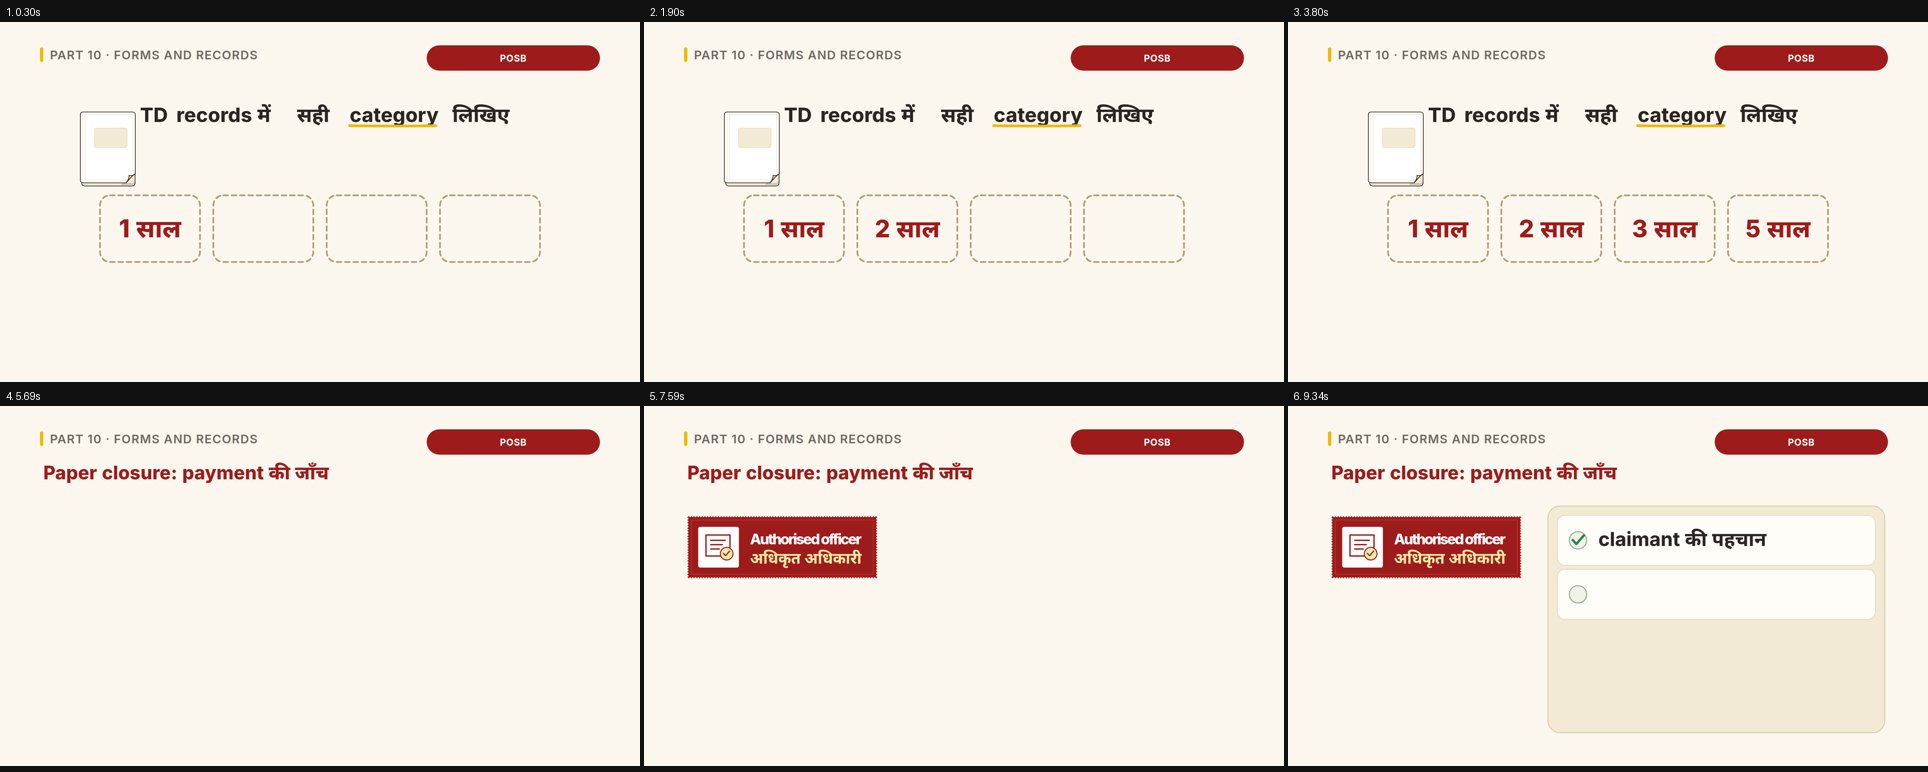 1. 0.30s
PART 10 · FORMS AND RECORDS
POSB
TD records में सही category लिखिए
1 साल
2. 1.90s
PART 10 · FORMS AND RECORDS
POSB
TD records में सही category लिखिए
1 साल 2 साल
3. 3.80s
PART 10 · FORMS AND RECORDS
POSB
TD records में सही category लिखिए
1 साल 2 साल 3 साल 5 साल
4. 5.69s
PART 10 · FORMS AND RECORDS
POSB
Paper closure: payment की जाँच
5. 7.59s
PART 10 · FORMS AND RECORDS
POSB
Paper closure: payment की जाँच
Authorised officer
अधिकृत अधिकारी
6. 9.34s
PART 10 · FORMS AND RECORDS
POSB
Paper closure: payment की जाँच
Authorised officer
अधिकृत अधिकारी
claimant की पहचान